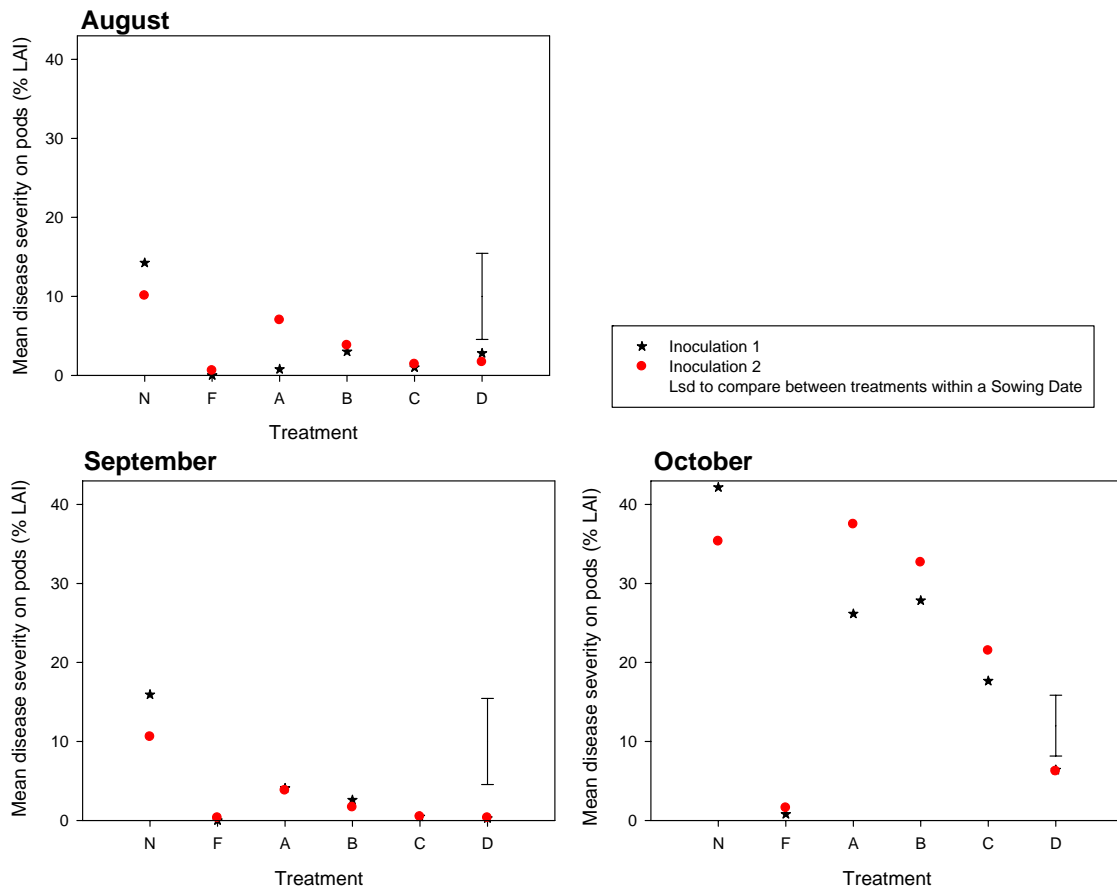 August
Mean disease severity on pods (% LAI)
40
30
20
10
0
N F A B C D
Treatment
Inoculation 1
Inoculation 2
Lsd to compare between treatments within a Sowing Date
September
Mean disease severity on pods (% LAI)
40
30
20
10
0
N F A B C D
Treatment
October
Mean disease severity on pods (% LAI)
40
30
20
10
0
N F A B C D
Treatment